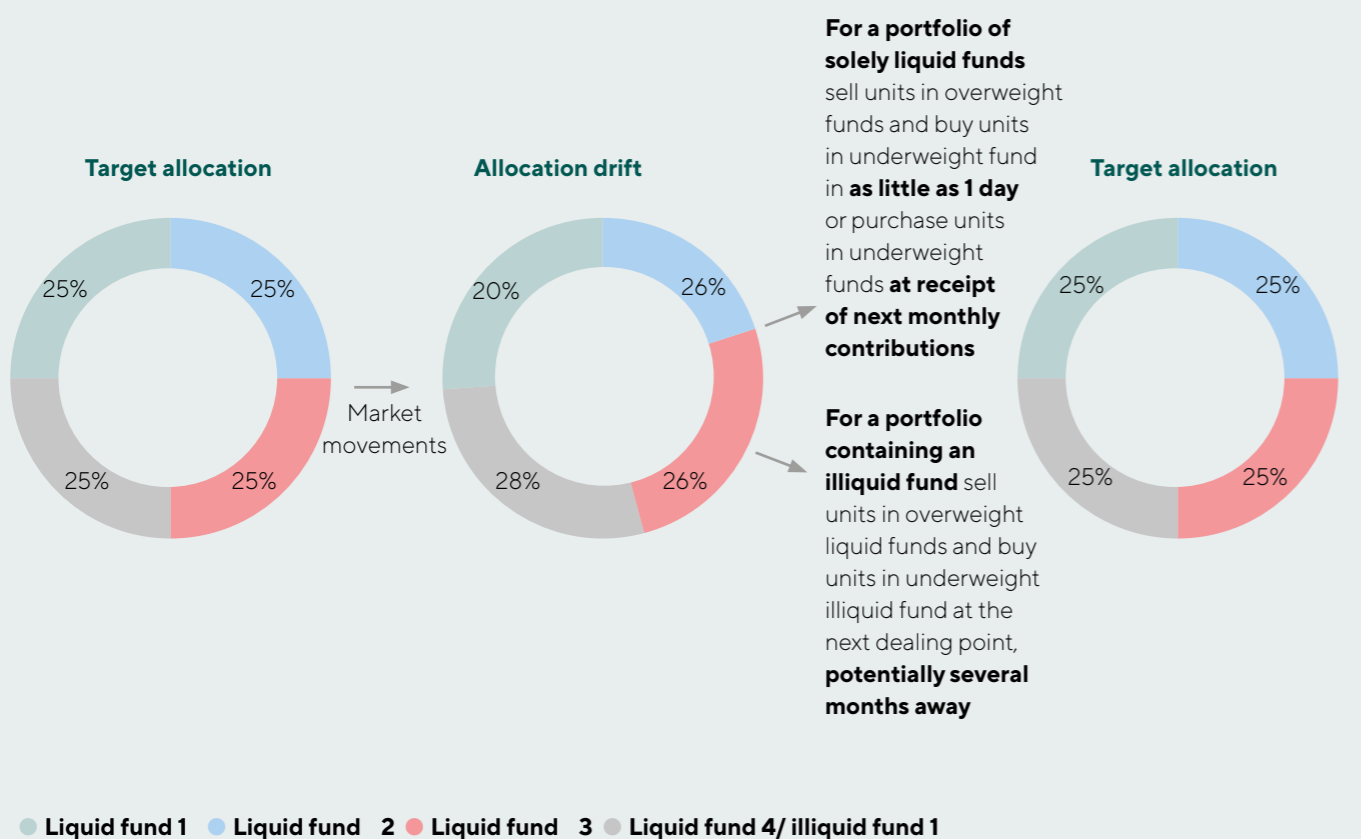 Target allocation
25%
25%
25%
25%
Market
movements
Allocation drift
20%
26%
28%
26%
For a portfolio of
solely liquid funds
sell units in overweight
funds and buy units
in underweight fund
in as little as 1 day
or purchase units
in underweight
funds at receipt
of next monthly
contributions
For a portfolio
containing an
illiquid fund sell
units in overweight
liquid funds and buy
units in underweight
illiquid fund at the
next dealing point,
potentially several
months away
Target allocation
25%
25%
25%
25%
Liquid fund 1 Liquid fund 2 Liquid fund 3 Liquid fund 4/ illiquid fund 1